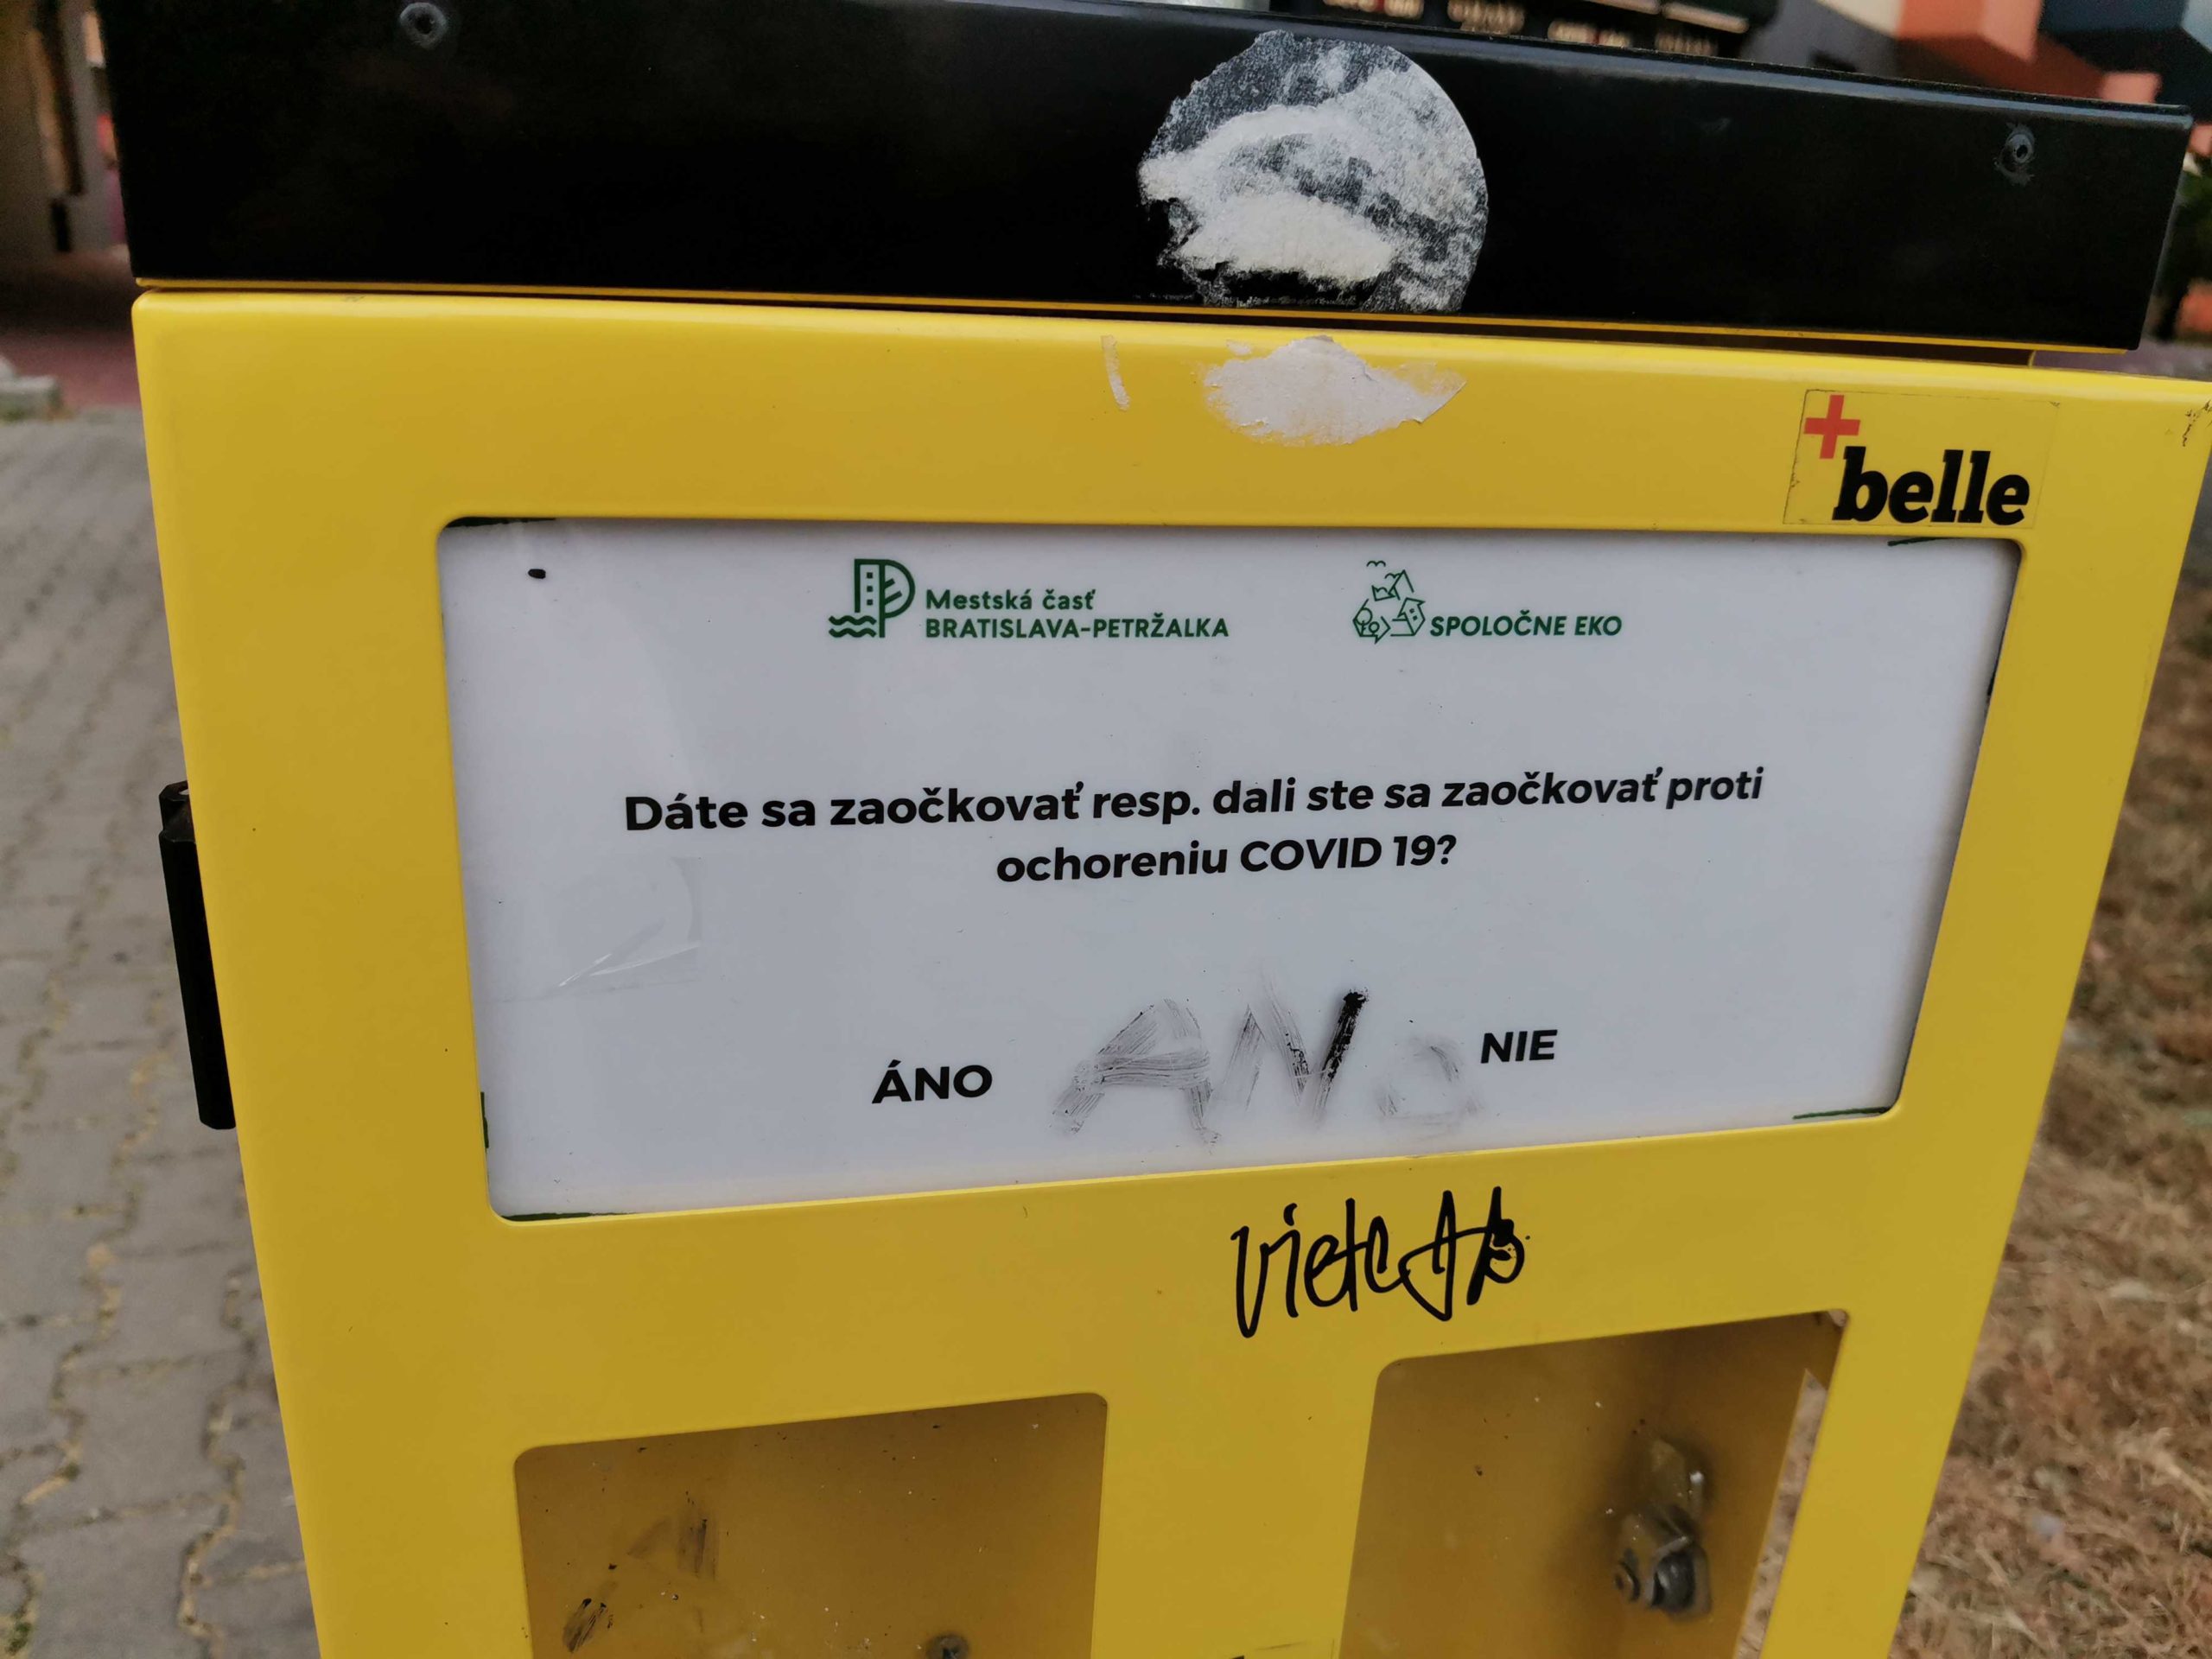 belle
Mestská časť
BRATISLAVA-PETRŽALKA
SPOLOČNE EKO
Dáte sa zaočkovať resp. dali ste sa zaočkovať proti
ochoreniu COVID 19?
ÁNO ANO NIE